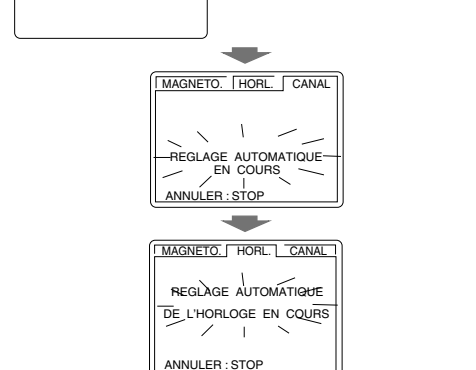 MAGNETO. HORL. CANAL
REGLAGE AUTOMATIQUE
EN COURS
ANNULER : STOP
MAGNETO. HORL. CANAL
REGLAGE AUTOMATIQUE
DE L'HORLOGE EN COURS
ANNULER : STOP